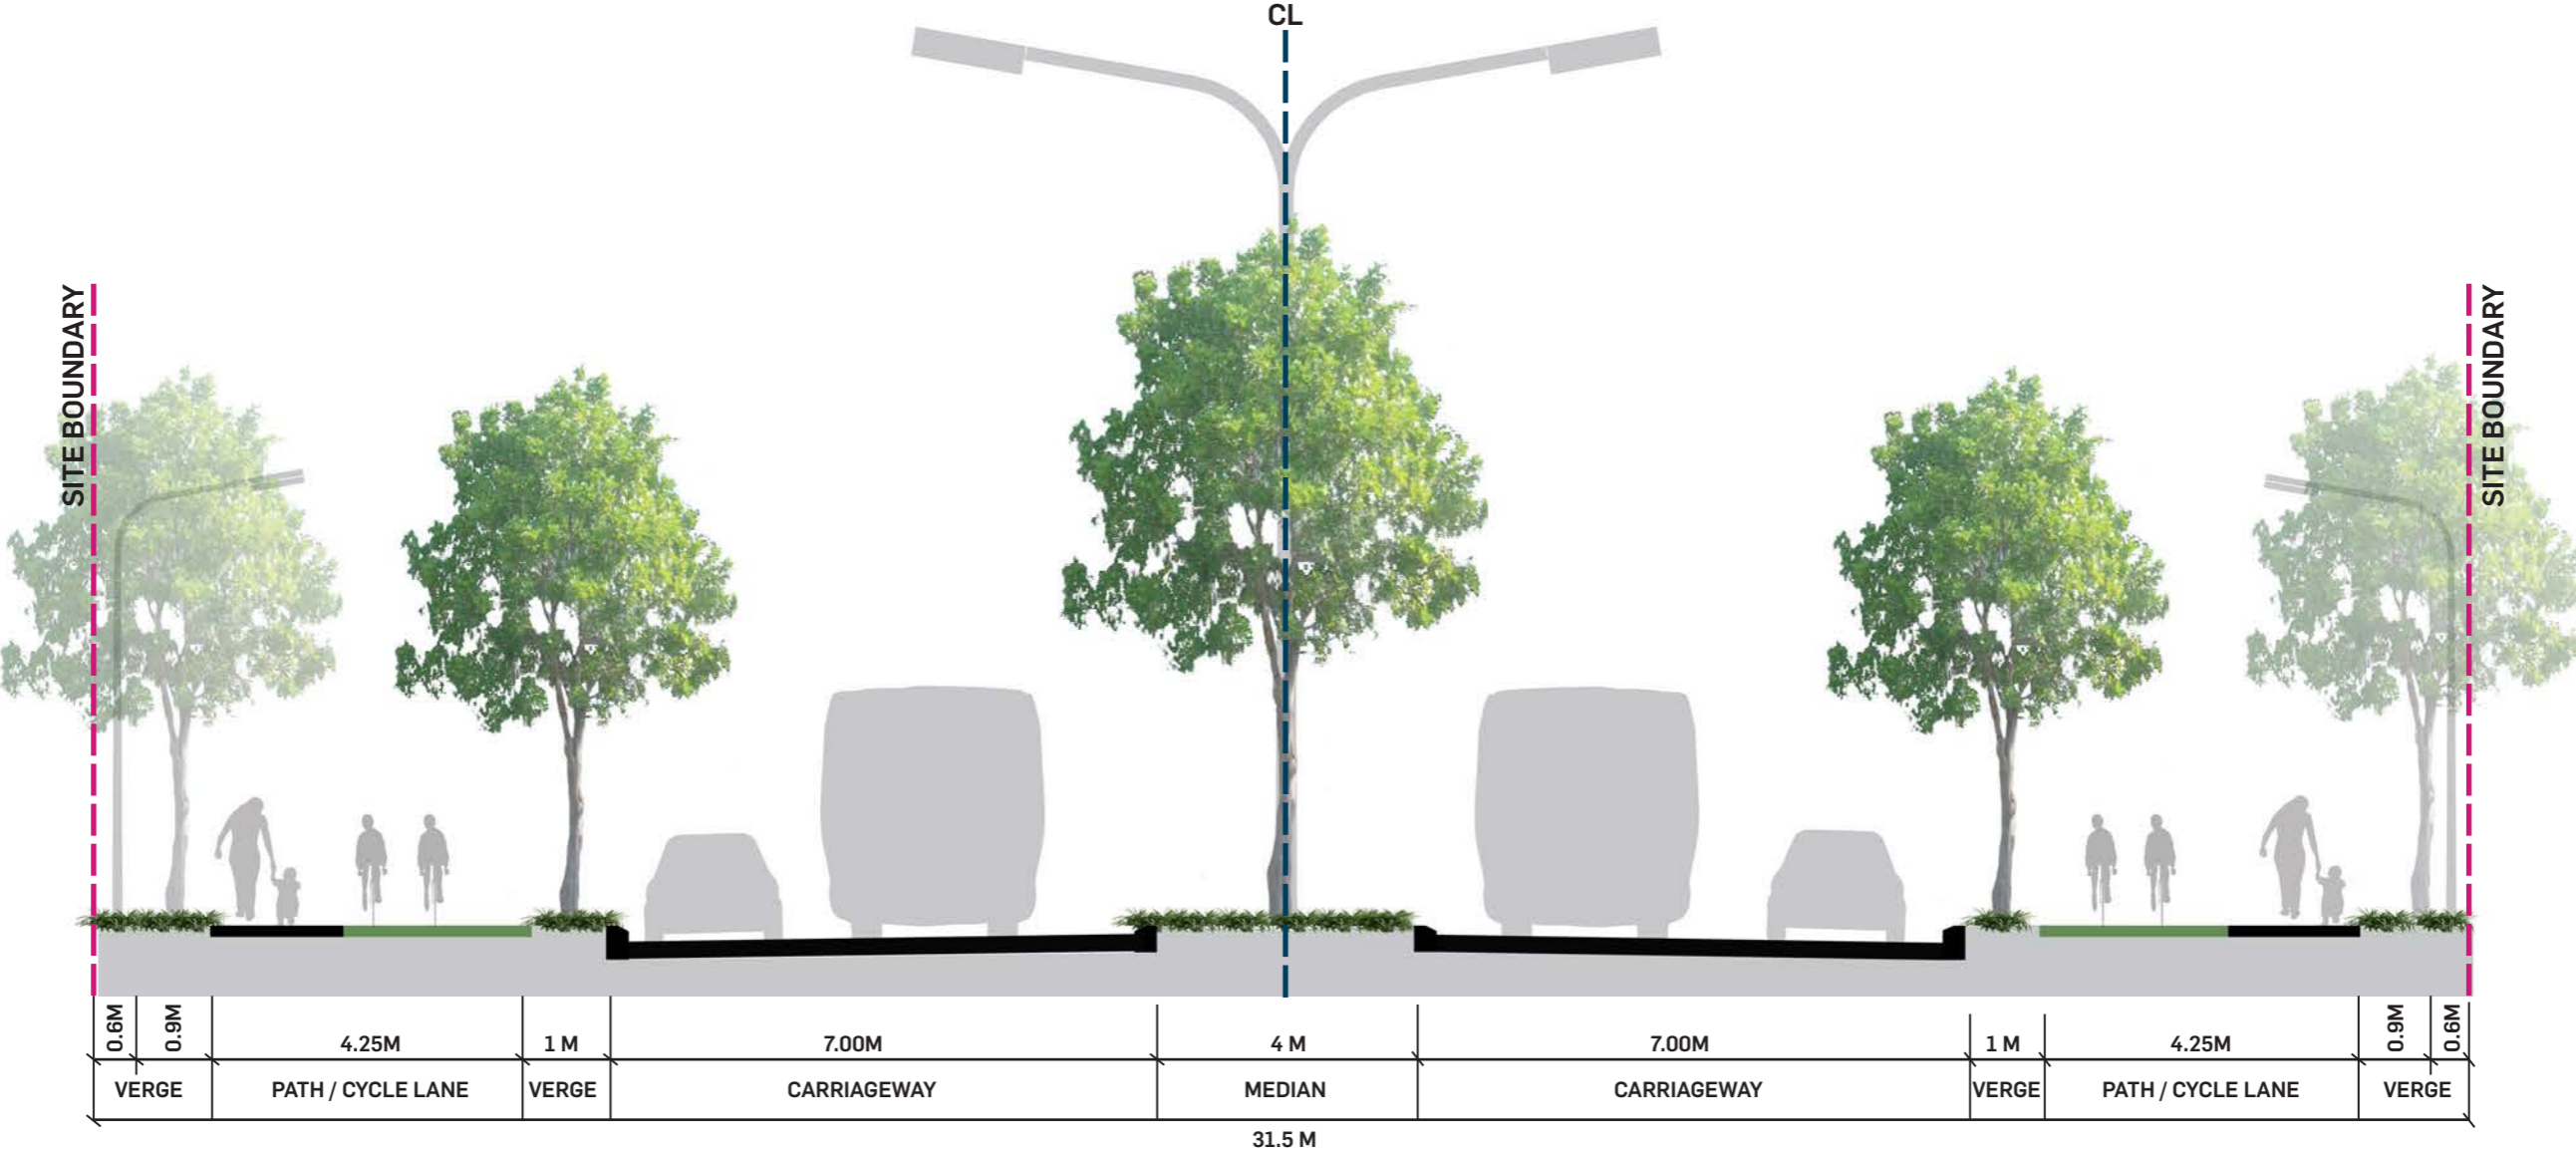 CL
SITE BOUNDARY
SITE BOUNDARY
0.6M 0.9M 4.25M 1 M 7.00M 4 M 7.00M 1 M 4.25M 0.9M 0.6M
VERGE PATH / CYCLE LANE VERGE CARRIAGEWAY MEDIAN CARRIAGEWAY VERGE PATH / CYCLE LANE VERGE
31.5 M